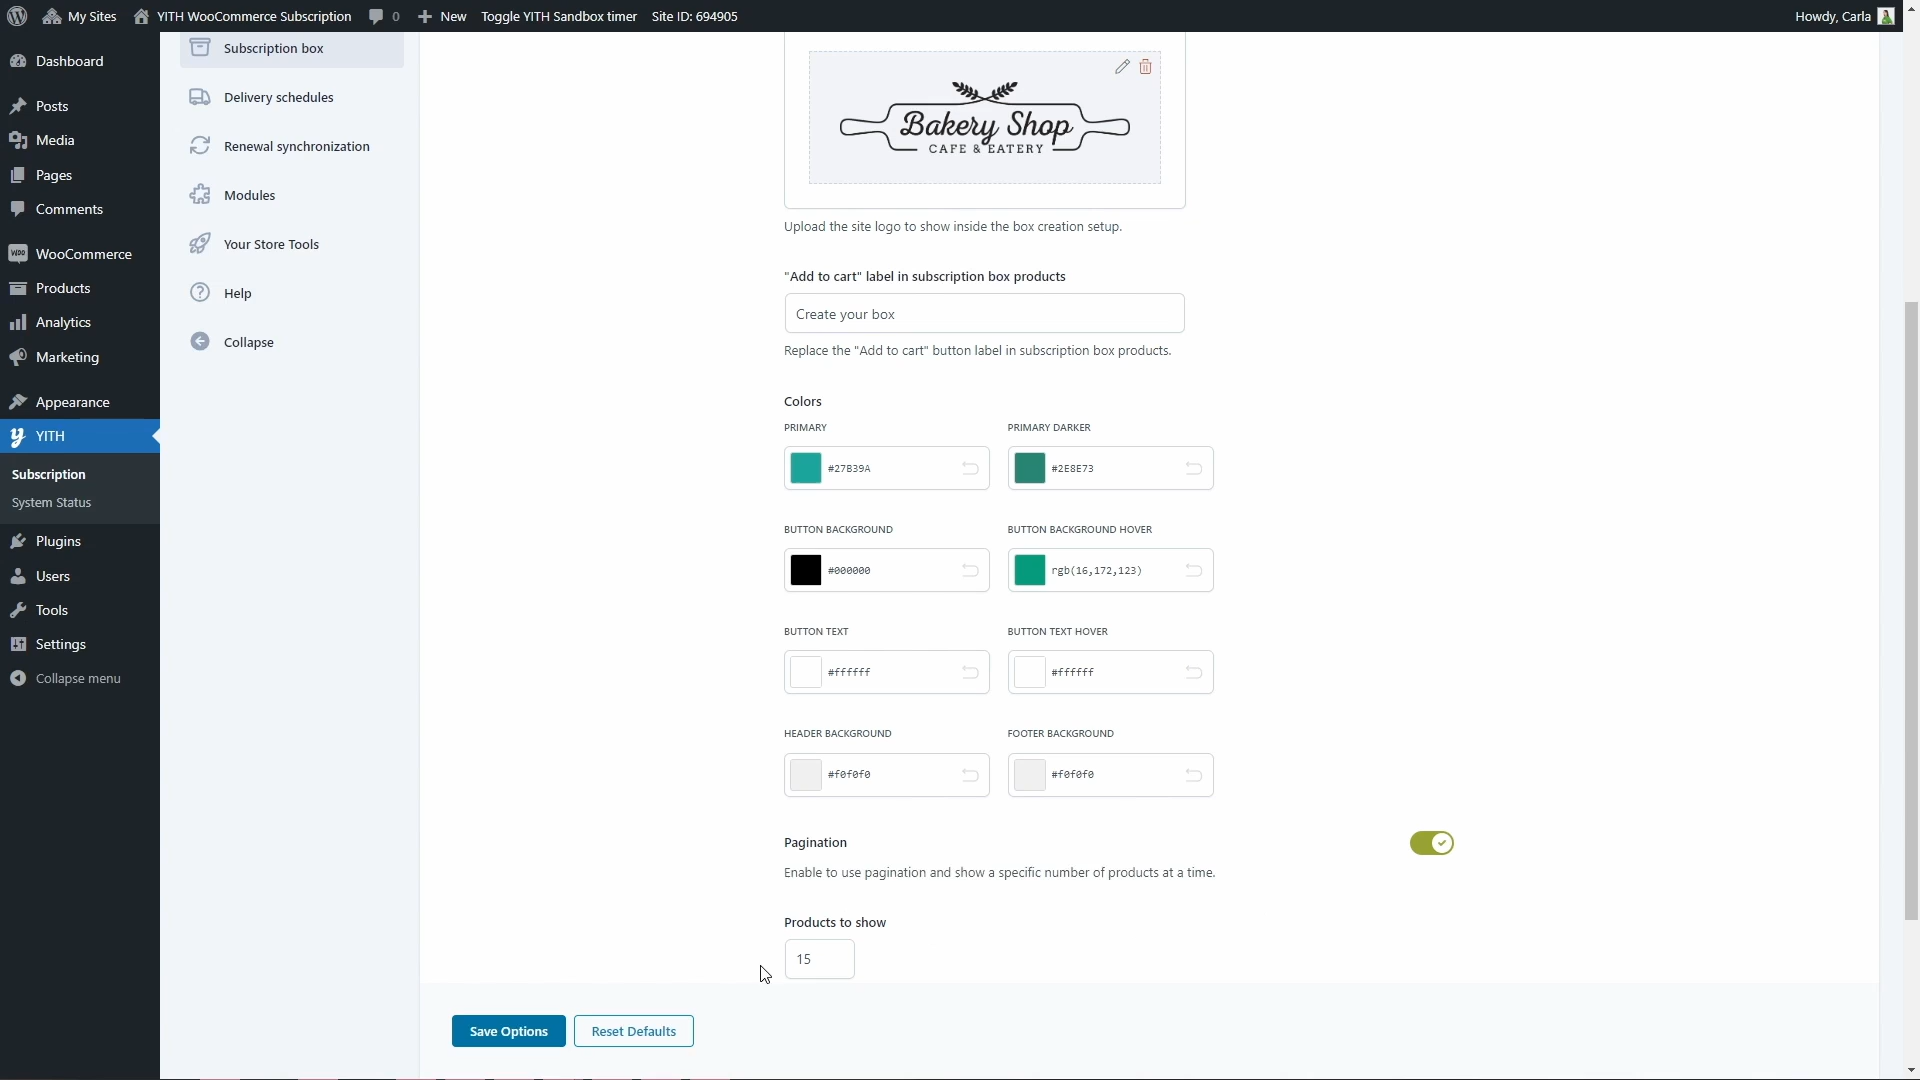 My Sites
YITH WooCommerce Subscription
0
New
Toggle YITH Sandbox timer
Site ID: 694905
Howdy, Carla
Dashboard
Posts
Media
Pages
Comments
WooCommerce
Products
Analytics
Marketing
Appearance
YITH
Subscription
System Status
Plugins
Users
Tools
Settings
Collapse menu
Subscription box
Delivery schedules
Renewal synchronization
Modules
Your Store Tools
Help
Collapse
Bakery Shop
CAFE & EATERY
Upload the site logo to show inside the box creation setup.
"Add to cart" label in subscription box products
Create your box
Replace the "Add to cart" button label in subscription box products.
Colors
PRIMARY
PRIMARY DARKER
#27B39A
#2E8E73
BUTTON BACKGROUND
BUTTON BACKGROUND HOVER
#000000
rgb(16,172,123)
BUTTON TEXT
BUTTON TEXT HOVER
#ffffff
#ffffff
HEADER BACKGROUND
FOOTER BACKGROUND
#f0f0f0
#f0f0f0
Pagination
Enable to use pagination and show a specific number of products at a time.
Products to show
15
Save Options
Reset Defaults